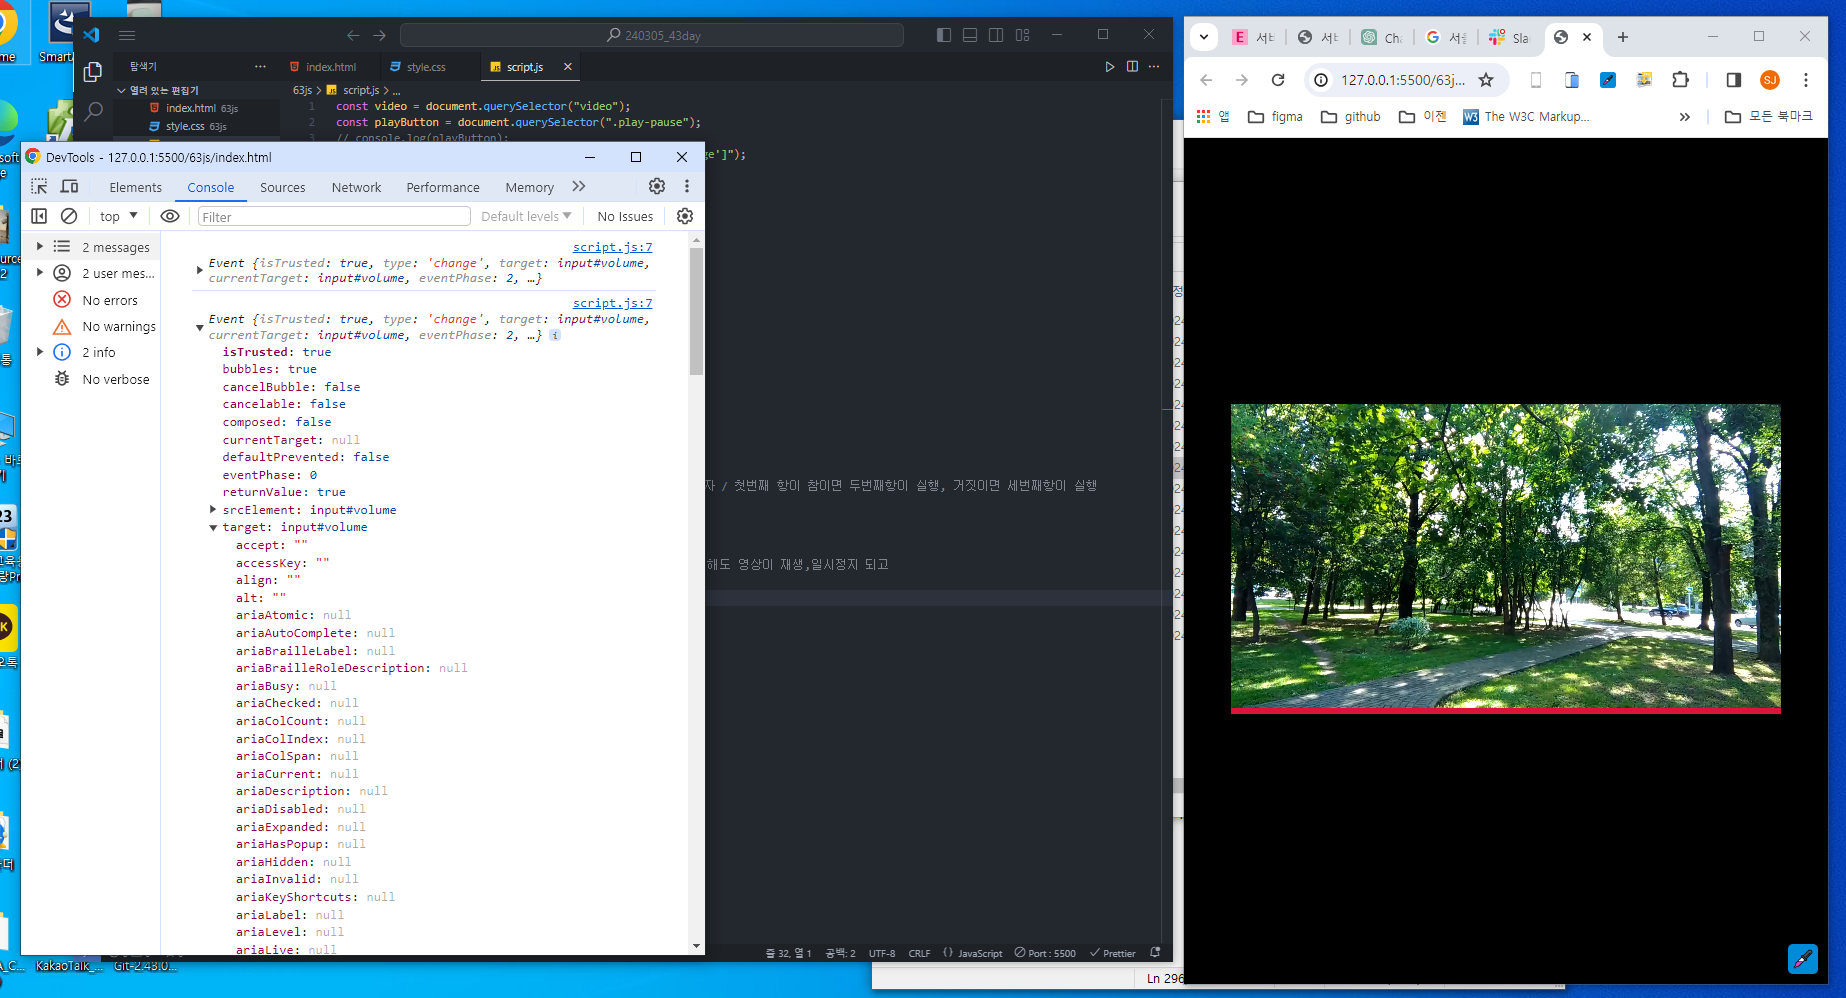 240305_43day
탐색기
index.html
style.css
script.js
열려 있는 편집기
63js > script.js > ...
index.html 63js
style.css 63js
1 const video = document.querySelector("video");
2 const playButton = document.querySelector(".play-pause");
3 // console.log(playButton);
ge']");
자 / 첫번째 항이 참이면 두번째항이 실행, 거짓이면 세번째항이 실행
해도 영상이 재생,일시정지 되고
줄 32, 열 1
공백: 2
UTF-8
CRLF
JavaScript
Port : 5500
Prettier
Ln 296
DevTools - 127.0.0.1:5500/63js/index.html
Elements
Console
Sources
Network
Performance
Memory
top
Filter
Default levels
No Issues
2 messages
2 user mes...
No errors
No warnings
2 info
No verbose
script.js:7
Event {isTrusted: true, type: 'change', target: input#volume,
currentTarget: input#volume, eventPhase: 2, …}
script.js:7
Event {isTrusted: true, type: 'change', target: input#volume,
currentTarget: input#volume, eventPhase: 2, …} i
isTrusted: true
bubbles: true
cancelBubble: false
cancelable: false
composed: false
currentTarget: null
defaultPrevented: false
eventPhase: 0
returnValue: true
srcElement: input#volume
target: input#volume
accept: ""
accessKey: ""
align: ""
alt: ""
ariaAtomic: null
ariaAutoComplete: null
ariaBrailleLabel: null
ariaBrailleRoleDescription: null
ariaBusy: null
ariaChecked: null
ariaColCount: null
ariaColIndex: null
ariaColSpan: null
ariaCurrent: null
ariaDescription: null
ariaDisabled: null
ariaExpanded: null
ariaHasPopup: null
ariaHidden: null
ariaInvalid: null
ariaKeyShortcuts: null
ariaLabel: null
ariaLevel: null
ariaLive: null
KakaoTalk_...
Git-2.43.0...
Cha
Sla
127.0.0.1:5500/63j...
SJ
앱
figma
github
이젠
W3 The W3C Markup...
모든 북마크